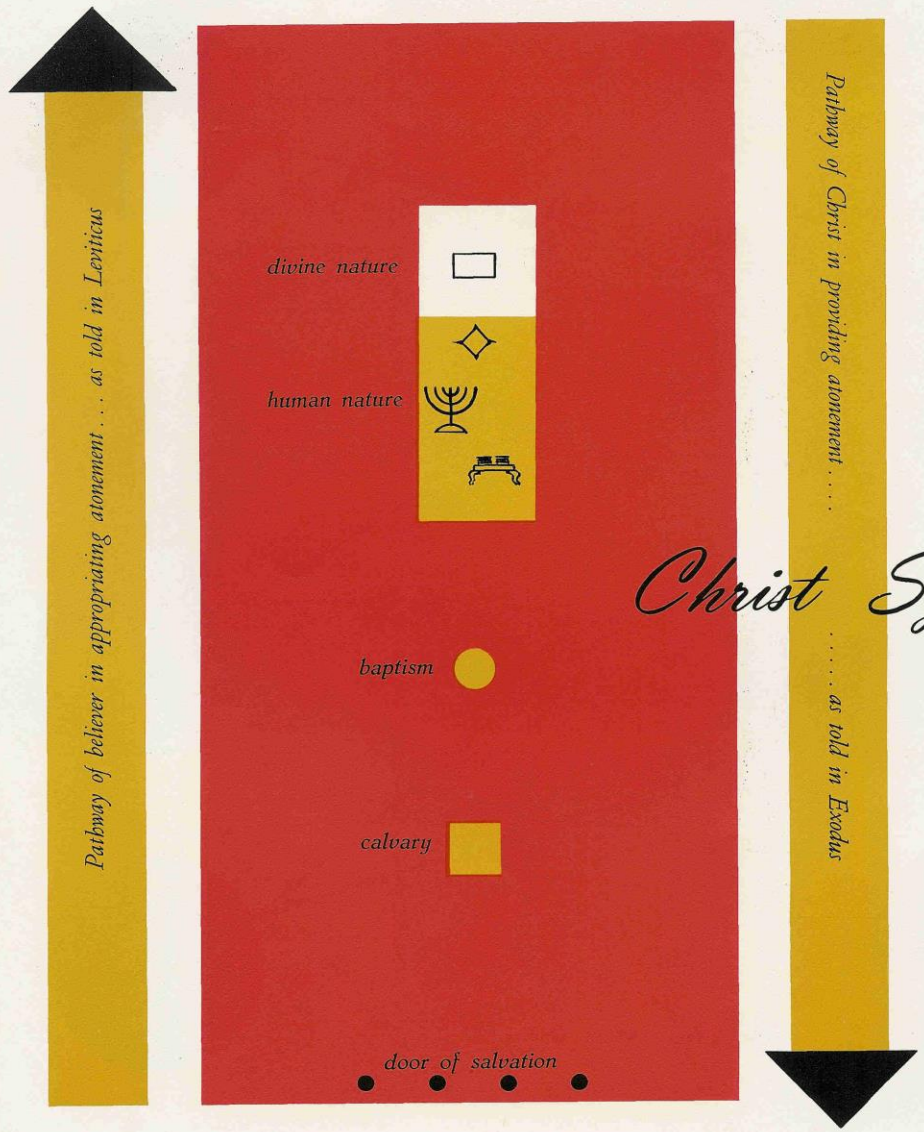 Pathway of believer in appropriating atonement.... as told in Leviticus
divine nature
human nature
baptism
calvary
door of salvation
Pathway of Christ in providing atonement....
.....as told in Exodus
Christ